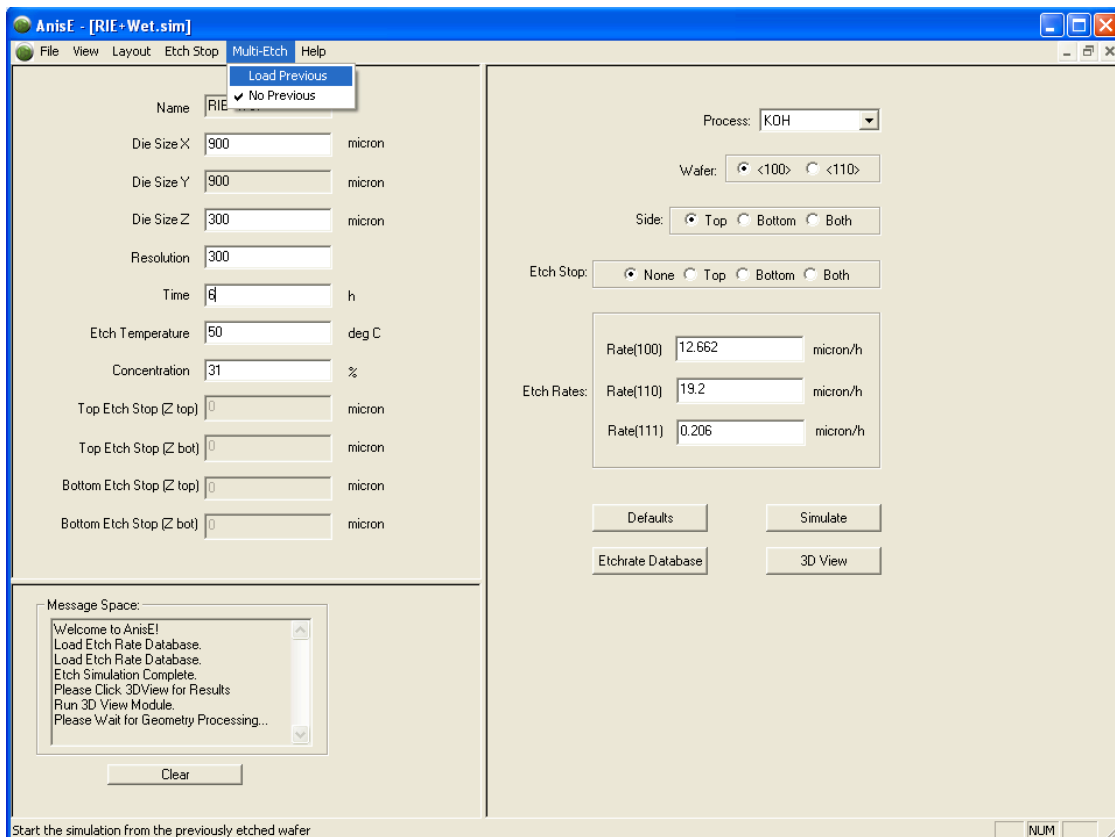 AnisE - [RIE+Wet.sim]
File View Layout Etch Stop Multi-Etch Help
Load Previous
✔ No Previous
Name
Die Size X 900 micron
Die Size Y 900 micron
Die Size Z 300 micron
Resolution 300
Time 6 h
Etch Temperature 50 deg C
Concentration 31 %
Top Etch Stop (Z top) 0 micron
Top Etch Stop (Z bot) 0 micron
Bottom Etch Stop (Z top) 0 micron
Bottom Etch Stop (Z bot) 0 micron
Message Space:
Welcome to AnisE!
Load Etch Rate Database.
Load Etch Rate Database.
Etch Simulation Complete.
Please Click 3DView for Results
Run 3D View Module.
Please Wait for Geometry Processing...
Clear
Process: KOH
Wafer: <100> <110>
Side: Top Bottom Both
Etch Stop: None Top Bottom Both
Etch Rates:
Rate(100) 12.662 micron/h
Rate(110) 19.2 micron/h
Rate(111) 0.206 micron/h
Defaults Simulate
Etchrate Database 3D View
Start the simulation from the previously etched wafer
NUM